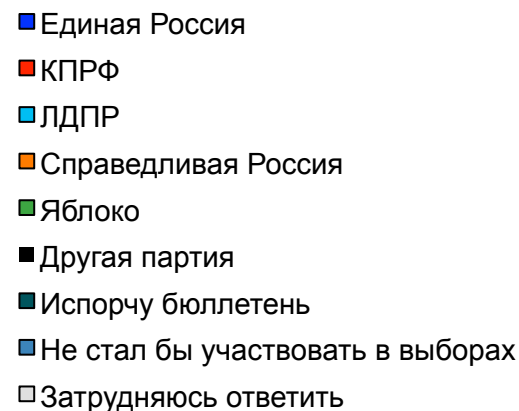 Единая Россия
КПРФ
ЛДПР
Справедливая Россия
Яблоко
Другая партия
Испорчу бюллетень
Не стал бы участвовать в выборах
Затрудняюсь ответить